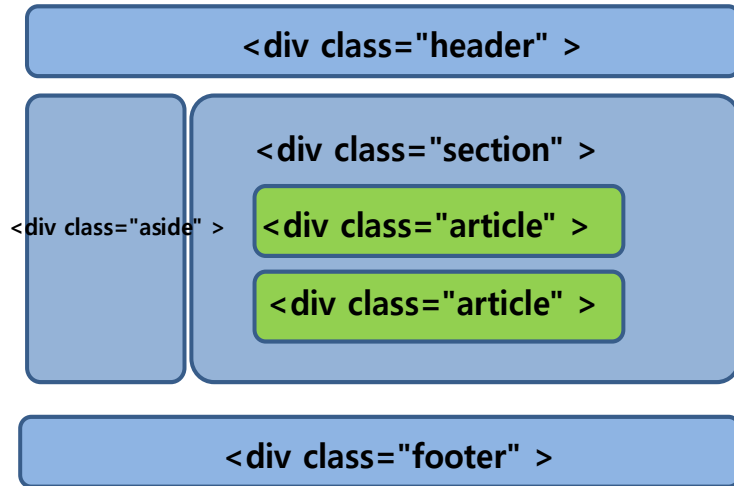 <div class="header" >
<div class="section" >
<div class="aside" >
<div class="article" >
<div class="article" >
<div class="footer" >